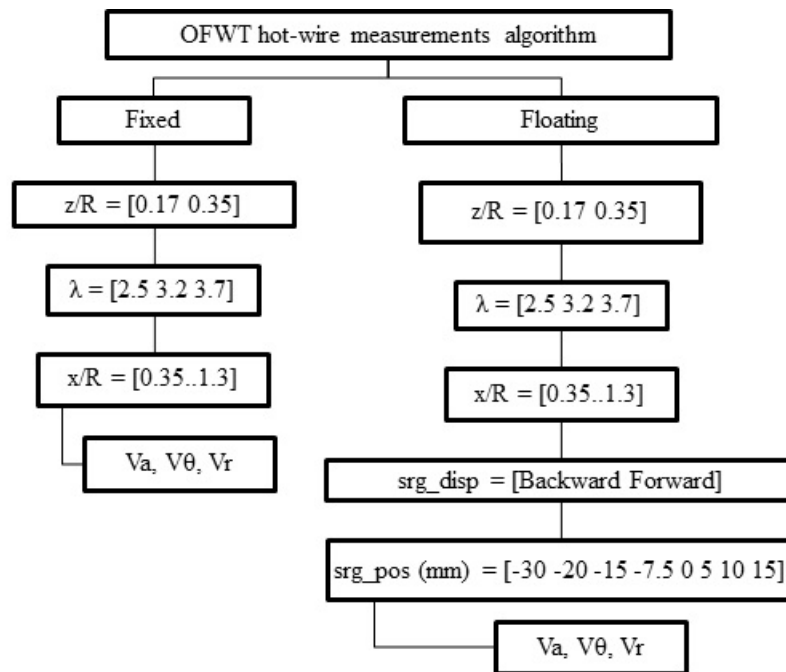 OFWT hot-wire measurements algorithm
Fixed
z/R = [0.17 0.35]
λ = [2.5 3.2 3.7]
x/R = [0.35..1.3]
Va, Vθ, Vr
Floating
z/R = [0.17 0.35]
λ = [2.5 3.2 3.7]
x/R = [0.35..1.3]
srg_disp = [Backward Forward]
srg_pos (mm) = [-30 -20 -15 -7.5 0 5 10 15]
Va, Vθ, Vr